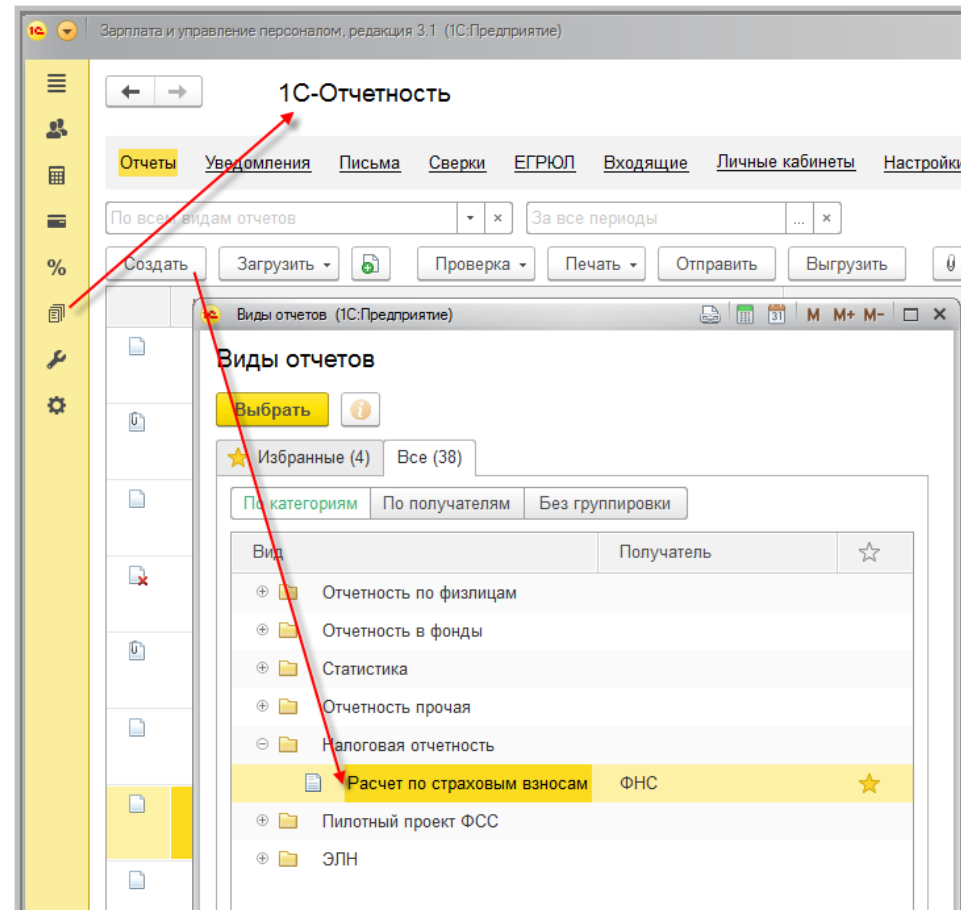 1С Зарплата и управление персоналом, редакция 3.1 (1С:Предприятие)
1С-Отчетность
Отчеты Уведомления Письма Сверки ЕГРЮЛ Входящие Личные кабинеты Настройки
По всем видам отчетов За все периоды ...
Создать Загрузить Проверка Печать Отправить Выгрузить
Виды отчетов (1С:Предприятие) 31 M M+ M-
Виды отчетов
Выбрать
Избранные (4) Все (38)
По категориям По получателям Без группировки
Вид Получатель
Отчетность по физлицам
Отчетность в фонды
Статистика
Отчетность прочая
Налоговая отчетность
Расчет по страховым взносам ФНС
Пилотный проект ФСС
ЭЛН